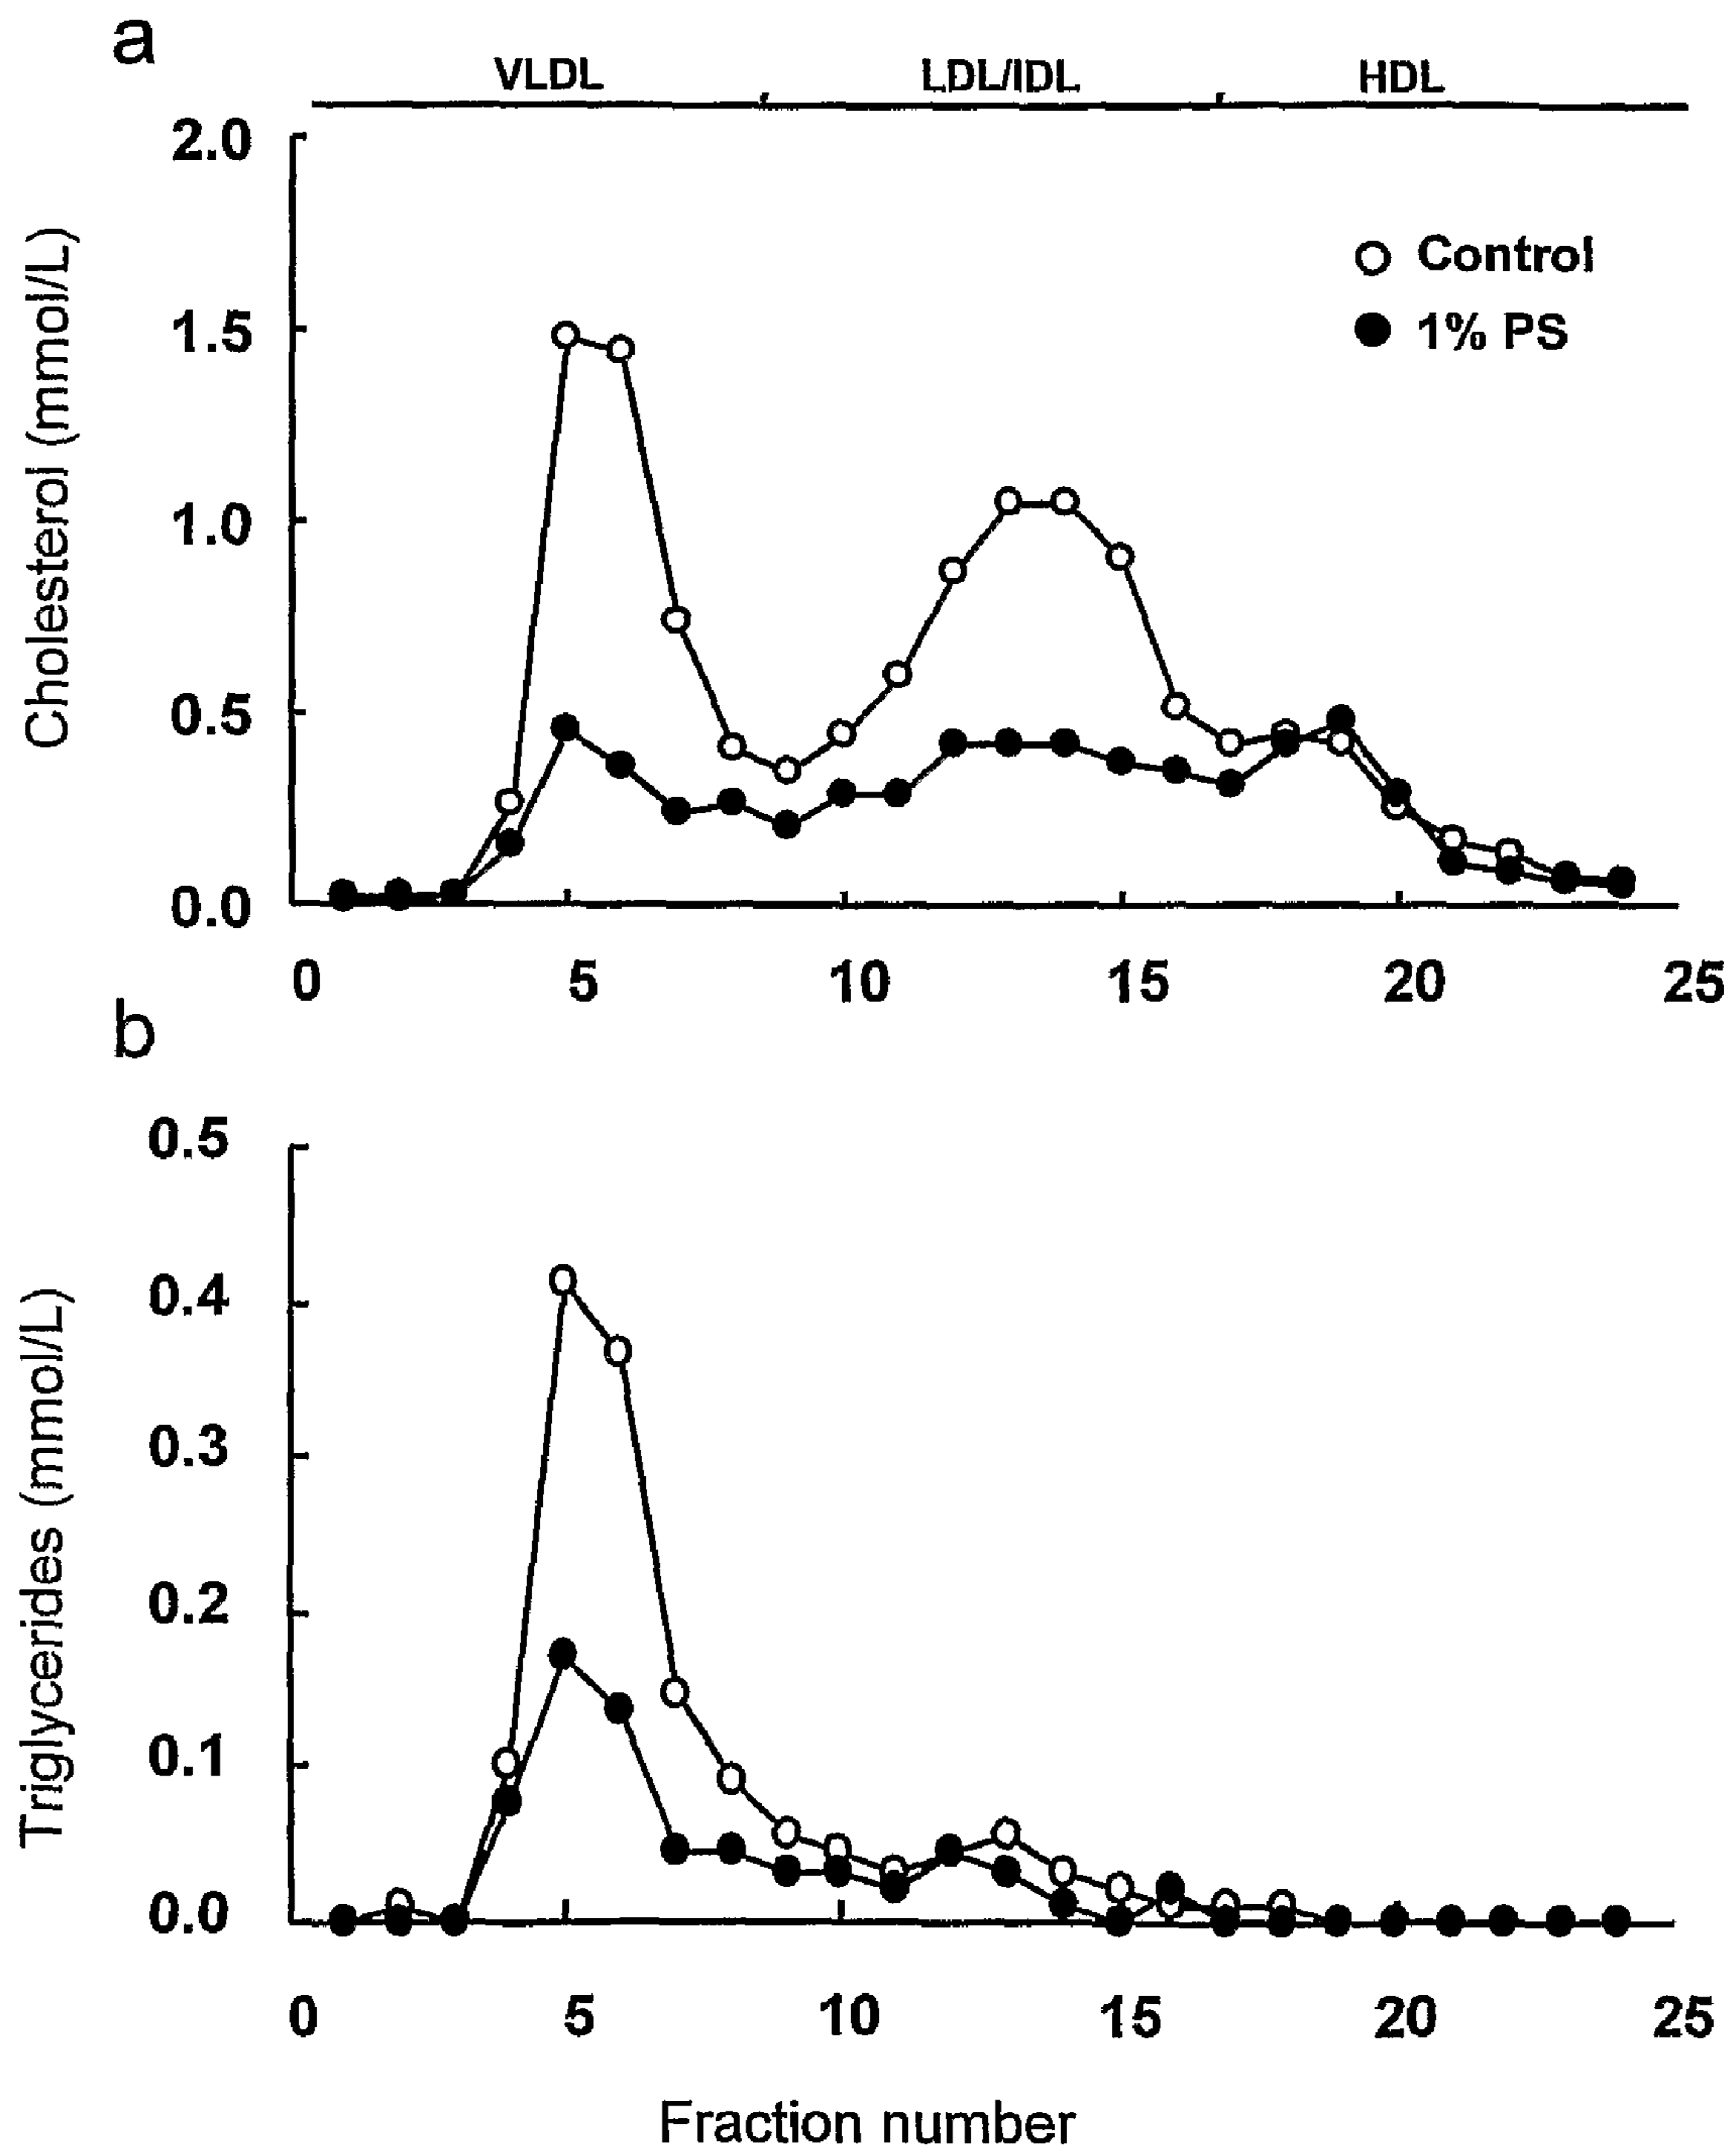 a
VLDL LDL/IDL HDL
2.0
Control
1% PS
1.5
1.0
0.5
0.0
Cholesterol (mmol/L)
0 5 10 15 20 25
b
0.5
0.4
0.3
0.2
0.1
0.0
Triglycerides (mmol/L)
0 5 10 15 20 25
Fraction number